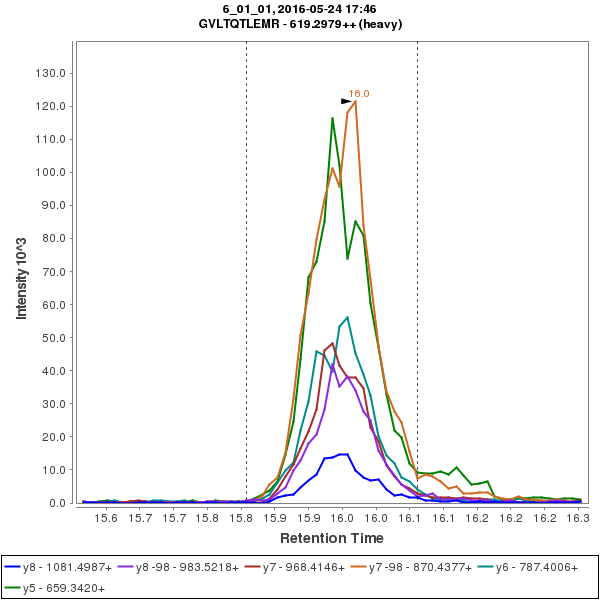 6_01_01, 2016-05-24 17:46
GVLTQTLEMR - 619.2979++ (heavy)
Intensity 10^3
130.0
120.0
110.0
100.0
90.0
80.0
70.0
60.0
50.0
40.0
30.0
20.0
10.0
0.0
16.0
15.6 15.7 15.7 15.8 15.8 15.9 15.9 16.0 16.0 16.1 16.1 16.2 16.2 16.2 16.3
Retention Time
y8 - 1081.4987+ y8 -98 - 983.5218+ y7 - 968.4146+ y7 -98 - 870.4377+ y6 - 787.4006+
y5 - 659.3420+